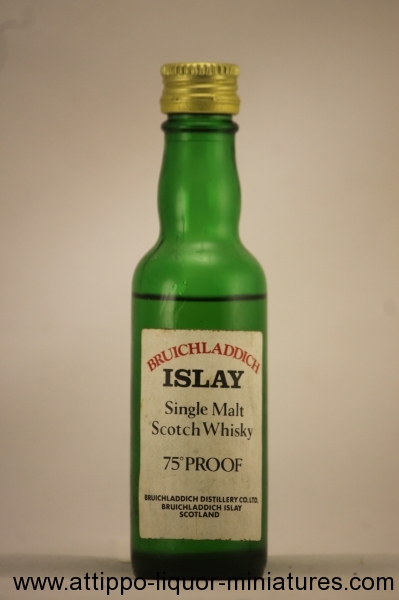 BRUICHLADDICH
ISLAY
Single Malt
Scotch Whisky
75° PROOF
BRUICHLADDICH DISTILLERY CO. LTD.
BRUICHLADDICH ISLAY
SCOTLAND
www.attippo-liquor-miniatures.com